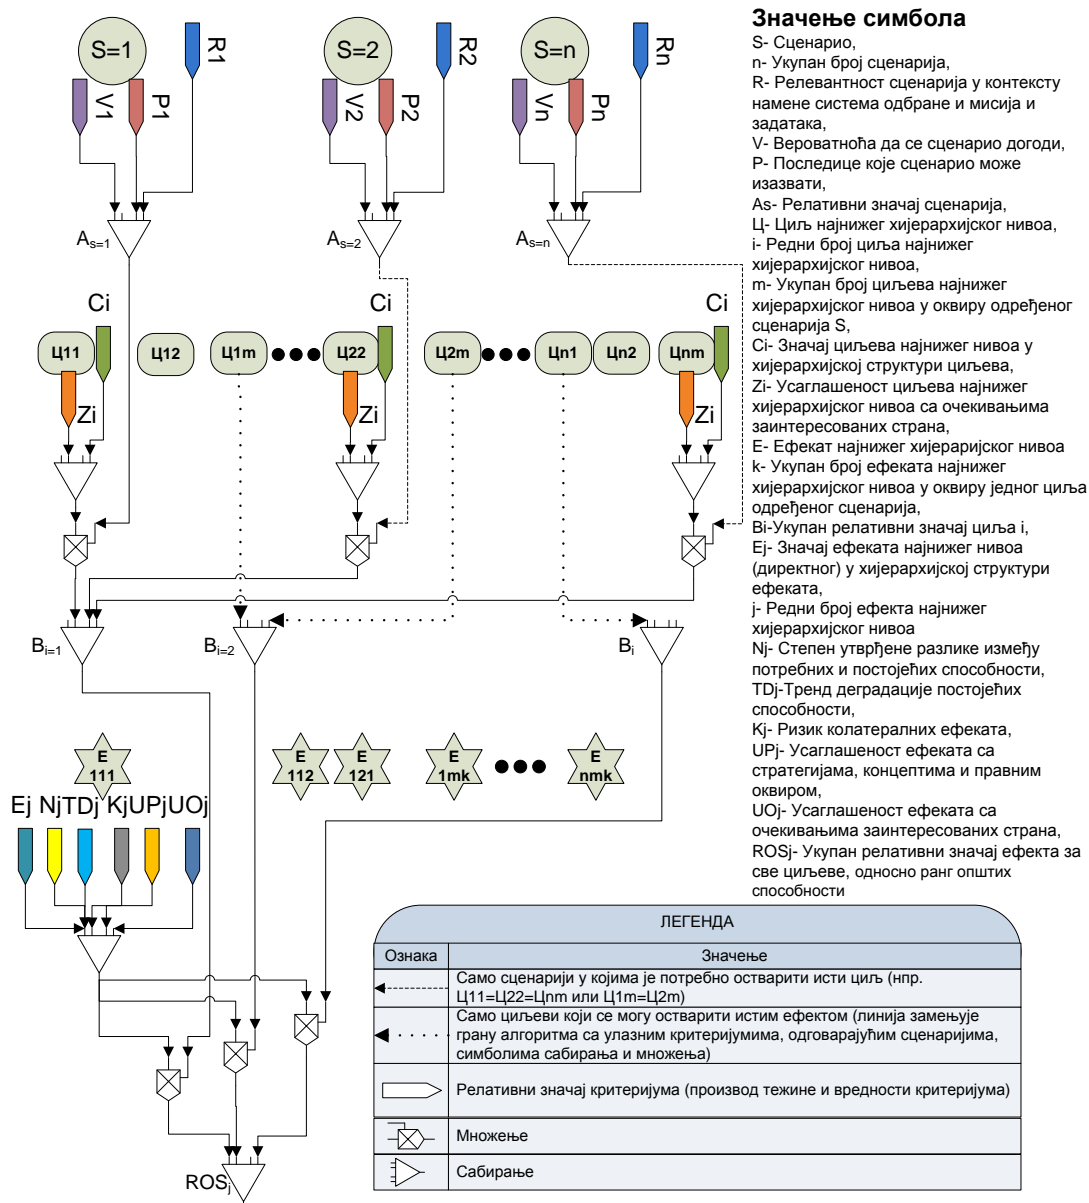 S=1
R1
V1
P1
S=2
R2
V2
P2
S=n
Rn
Vn
Pn
As=1
As=2
As=n
Ci
Ci
Ц11
Ц12
Ц1m
Ц22
Ц2m
Цn1
Цn2
Цnm
Zi
Zi
Zi
Bi=1
Bi=2
Bi
E
111
E
112
E
121
E
1mk
E
nmk
Ej NjTDj KjUPjUOj
ROSj
Значење симбола
S- Сценарио,
n- Укупан број сценарија,
R- Релевантност сценарија у контексту
намене система одбране и мисија и
задатака,
V- Вероватноћа да се сценарио догоди,
P- Последице које сценарио може
изазвати,
As- Релативни значај сценарија,
Ц- Циљ најнижег хијерархијског нивоа,
i- Редни број циља најнижег
хијерархијског нивоа,
m- Укупан број циљева најнижег
хијерархијског нивоа у оквиру одређеног
сценарија S,
Ci- Значај циљева најнижег нивоа у
хијерархијској структури циљева,
Zi- Усаглашеност циљева најнижег
хијерархијског нивоа са очекивањима
заинтересованих страна,
E- Ефекат најнижег хијераријског нивоа
k- Укупан број ефеката најнижег
хијерархијског нивоа у оквиру једног циља
одређеног сценарија,
Bi-Укупан релативни значај циља i,
Ej- Значај ефеката најнижег нивоа
(директног) у хијерархијској структури
ефеката,
j- Редни број ефекта најнижег
хијерархијског нивоа
Nj- Степен утврђене разлике између
потребних и постојећих способности,
TDj-Тренд деградације постојећих
способности,
Kj- Ризик колатералних ефеката,
UPj- Усаглашеност ефеката са
стратегијама, концептима и правним
оквиром,
UOj- Усаглашеност ефеката са
очекивањима заинтересованих страна,
ROSj- Укупан релативни значај ефекта за
све циљеве, односно ранг општих
способности
ЛЕГЕНДА
Ознака Значење
Само сценарији у којима је потребно остварити исти циљ (нпр.
Ц11=Ц22=Цnm или Ц1m=Ц2m)
Само циљеви који се могу остварити истим ефектом (линија замењује
грану алгоритма са улазним критеријумима, одговарајућим сценаријима,
симболима сабирања и множења)
Релативни значај критеријума (производ тежине и вредности критеријума)
Множење
Сабирање